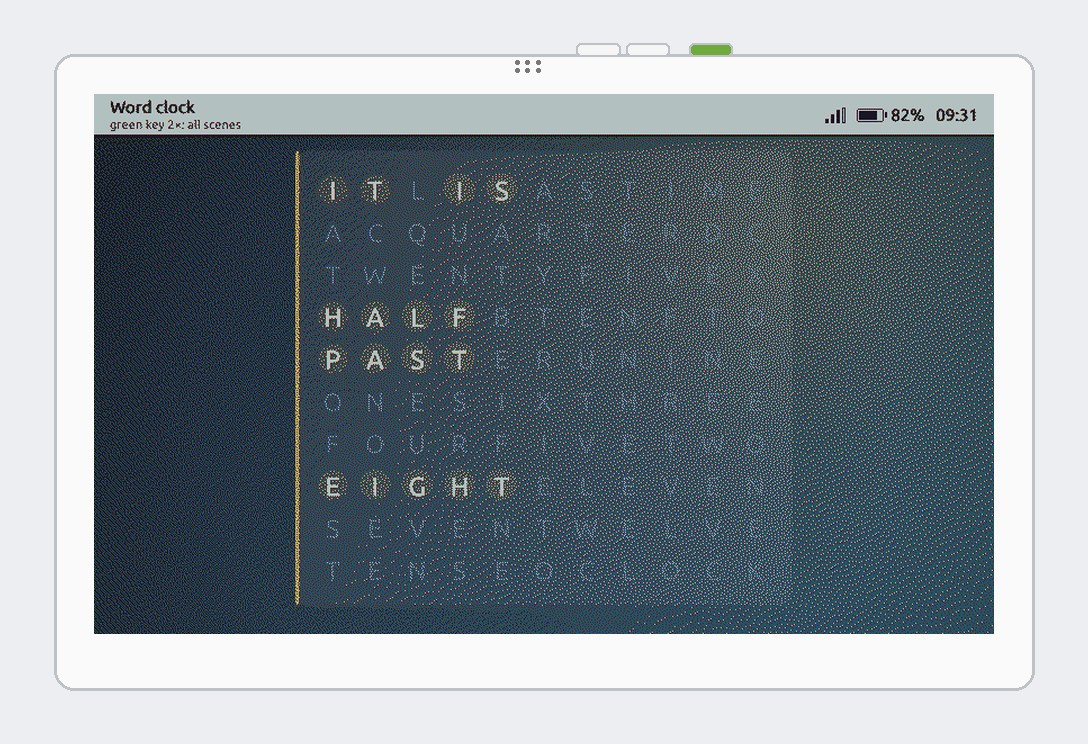 Word clock
green key 2×: all scenes
82% 09:31
I T L I S A S T I M E
A C Q U A R T E R D C
T W E N T Y F I V E X
H A L F B T E N F T O
P A S T E R U N I N E
O N E S I X T H R E E
F O U R F I V E T W O
E I G H T E L E V E N
S E V E N T W E L V E
T E N S E O C L O C K